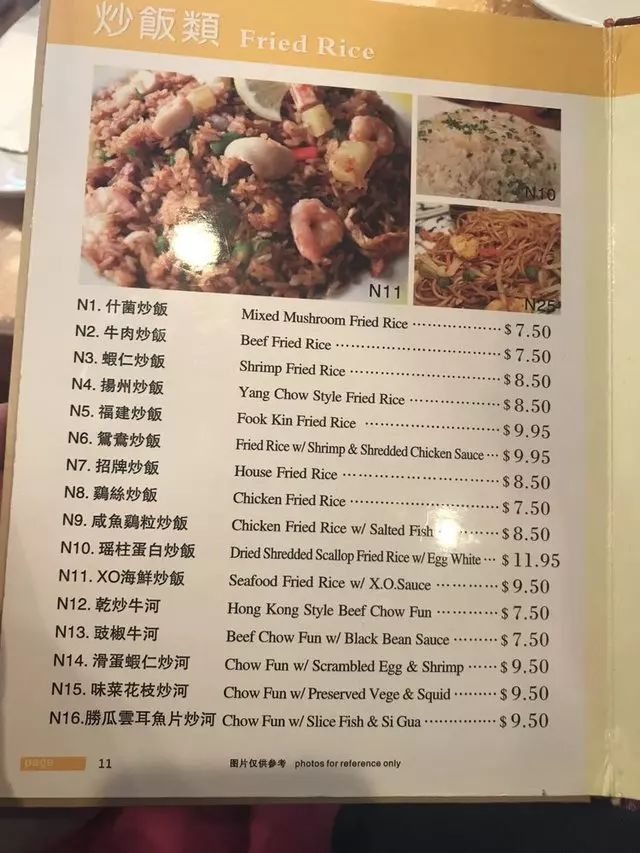 炒飯類 Fried Rice
N10
N11
N25
N1. 什菌炒飯 Mixed Mushroom Fried Rice ·················· $ 7.50
N2. 牛肉炒飯 Beef Fried Rice ·································· $ 7.50
N3. 蝦仁炒飯 Shrimp Fried Rice ······························ $ 8.50
N4. 揚州炒飯 Yang Chow Style Fried Rice ·················· $ 8.50
N5. 福建炒飯 Fook Kin Fried Rice ··························· $ 9.95
N6. 鴛鴦炒飯 Fried Rice w/ Shrimp & Shredded Chicken Sauce ··· $ 9.95
N7. 招牌炒飯 House Fried Rice ······························· $ 8.50
N8. 鷄絲炒飯 Chicken Fried Rice ···························· $ 7.50
N9. 咸魚鷄粒炒飯 Chicken Fried Rice w/ Salted Fish ············ $ 8.50
N10. 瑶柱蛋白炒飯 Dried Shredded Scallop Fried Rice w/ Egg White ··· $ 11.95
N11. XO海鮮炒飯 Seafood Fried Rice w/ X.O.Sauce ············ $ 9.50
N12. 乾炒牛河 Hong Kong Style Beef Chow Fun ············ $ 7.50
N13. 豉椒牛河 Beef Chow Fun w/ Black Bean Sauce ········· $ 7.50
N14. 滑蛋蝦仁炒河 Chow Fun w/ Scrambled Egg & Shrimp ······ $ 9.50
N15. 味菜花枝炒河 Chow Fun w/ Preserved Vege & Squid ········· $ 9.50
N16.勝瓜雲耳魚片炒河 Chow Fun w/ Slice Fish & Si Gua ··············· $ 9.50
page 11 图片仅供参考 photos for reference only